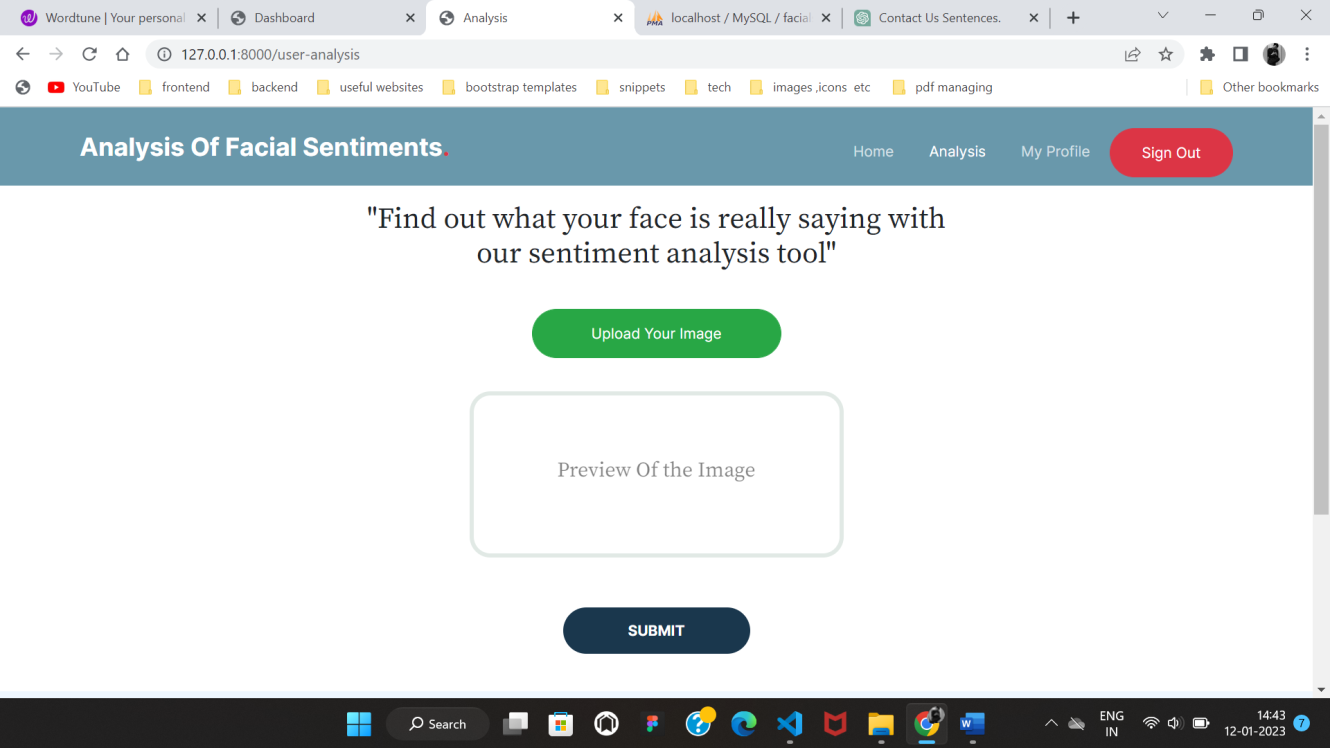 Wordtune | Your personal
Dashboard
Analysis
localhost / MySQL / facial
Contact Us Sentences.
127.0.0.1:8000/user-analysis
YouTube
frontend
backend
useful websites
bootstrap templates
snippets
tech
images ,icons etc
pdf managing
Other bookmarks
Analysis Of Facial Sentiments.
Home
Analysis
My Profile
Sign Out
"Find out what your face is really saying with
our sentiment analysis tool"
Upload Your Image
Preview Of the Image
SUBMIT
Search
ENG
IN
14:43
12-01-2023
7